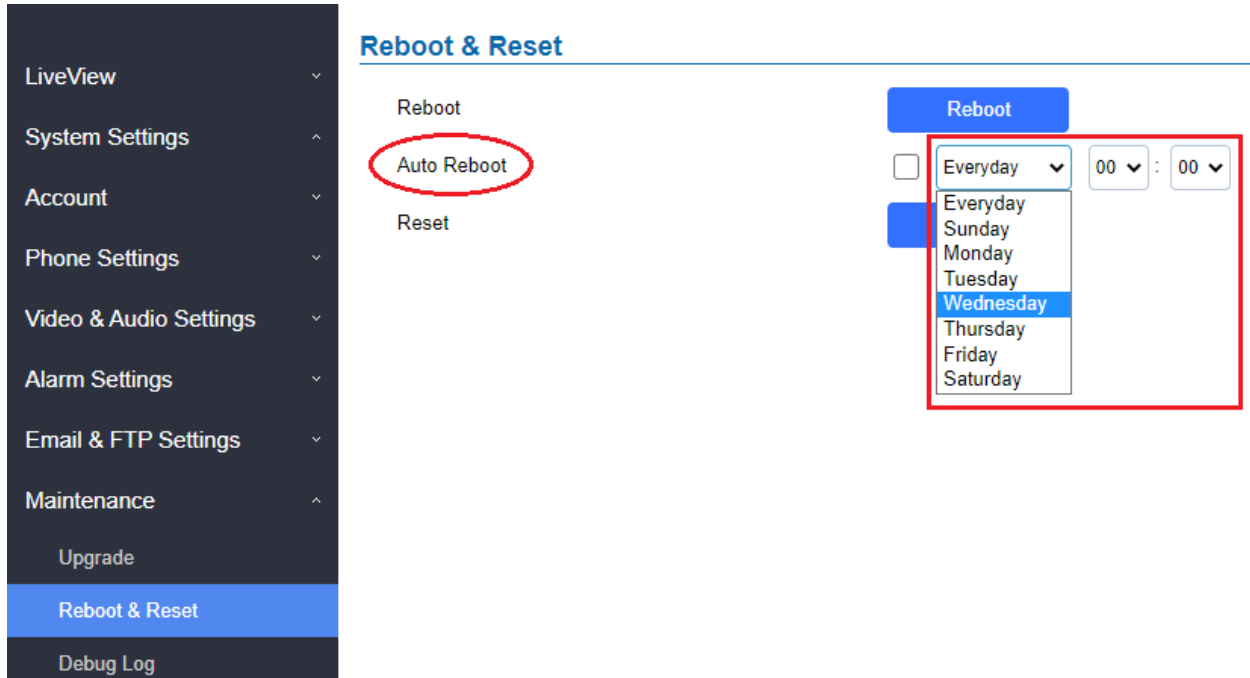 LiveView
System Settings
Account
Phone Settings
Video & Audio Settings
Alarm Settings
Email & FTP Settings
Maintenance
Upgrade
Reboot & Reset
Debug Log
Reboot & Reset
Reboot
Reboot
Auto Reboot
Everyday
00 : 00
Reset
Everyday
Sunday
Monday
Tuesday
Wednesday
Thursday
Friday
Saturday